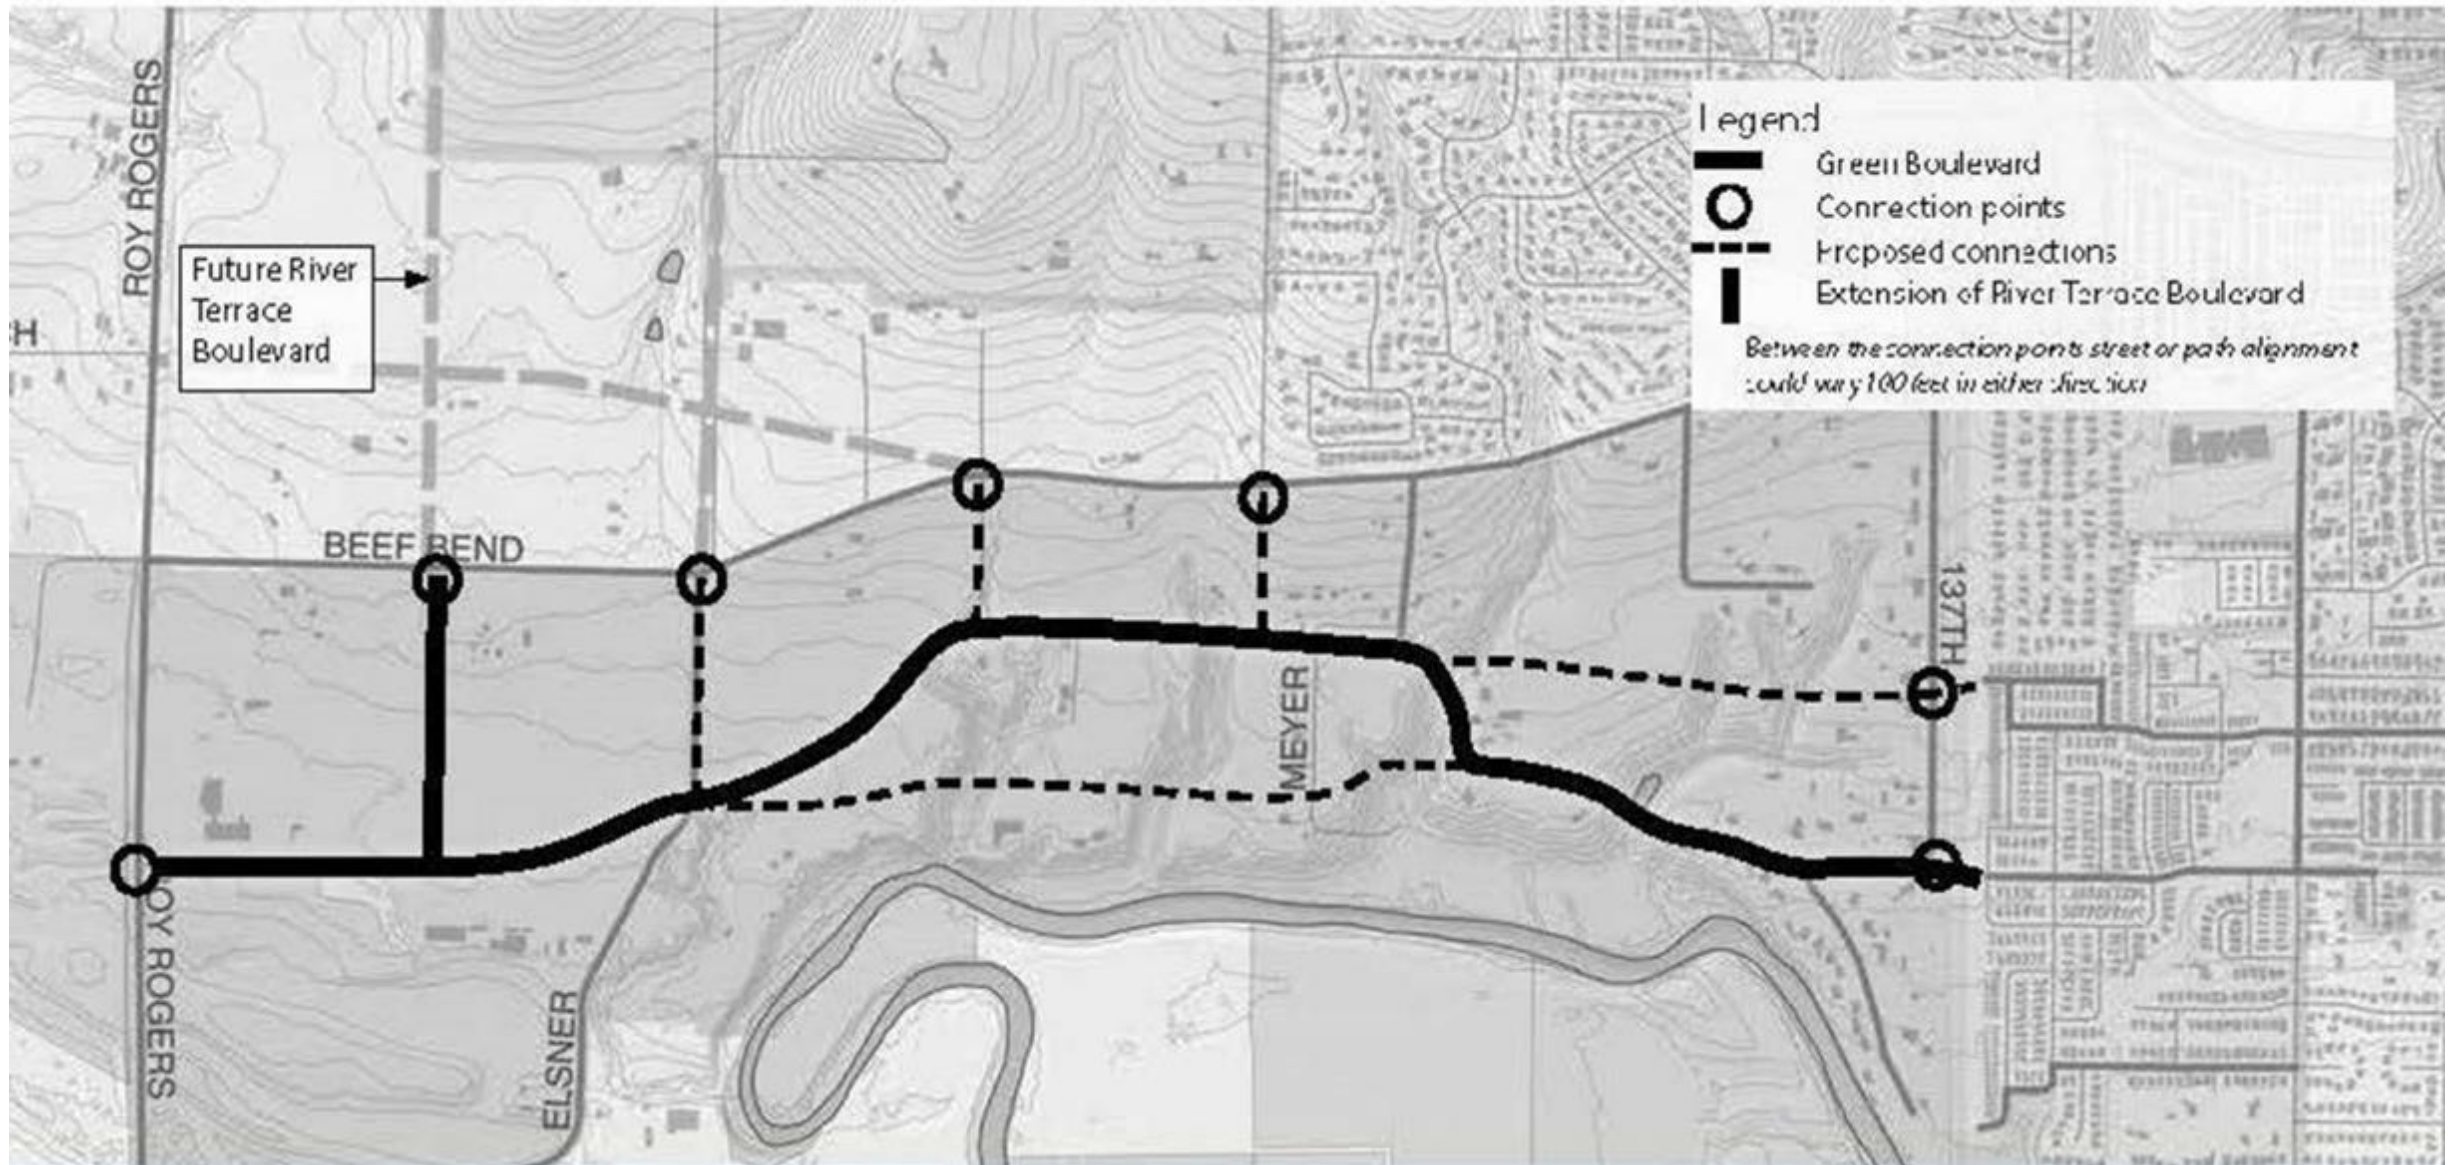 ROY ROGERS
Future River
Terrace
Boulevard
H
BEEF BEND
Legend
Green Boulevard
Connection points
Proposed connections
Extension of River Terrace Boulevard
Between the connection points street or path alignment
could vary 100 feet in either direction
137TH
MEYER
OY ROGERS
ELSNER